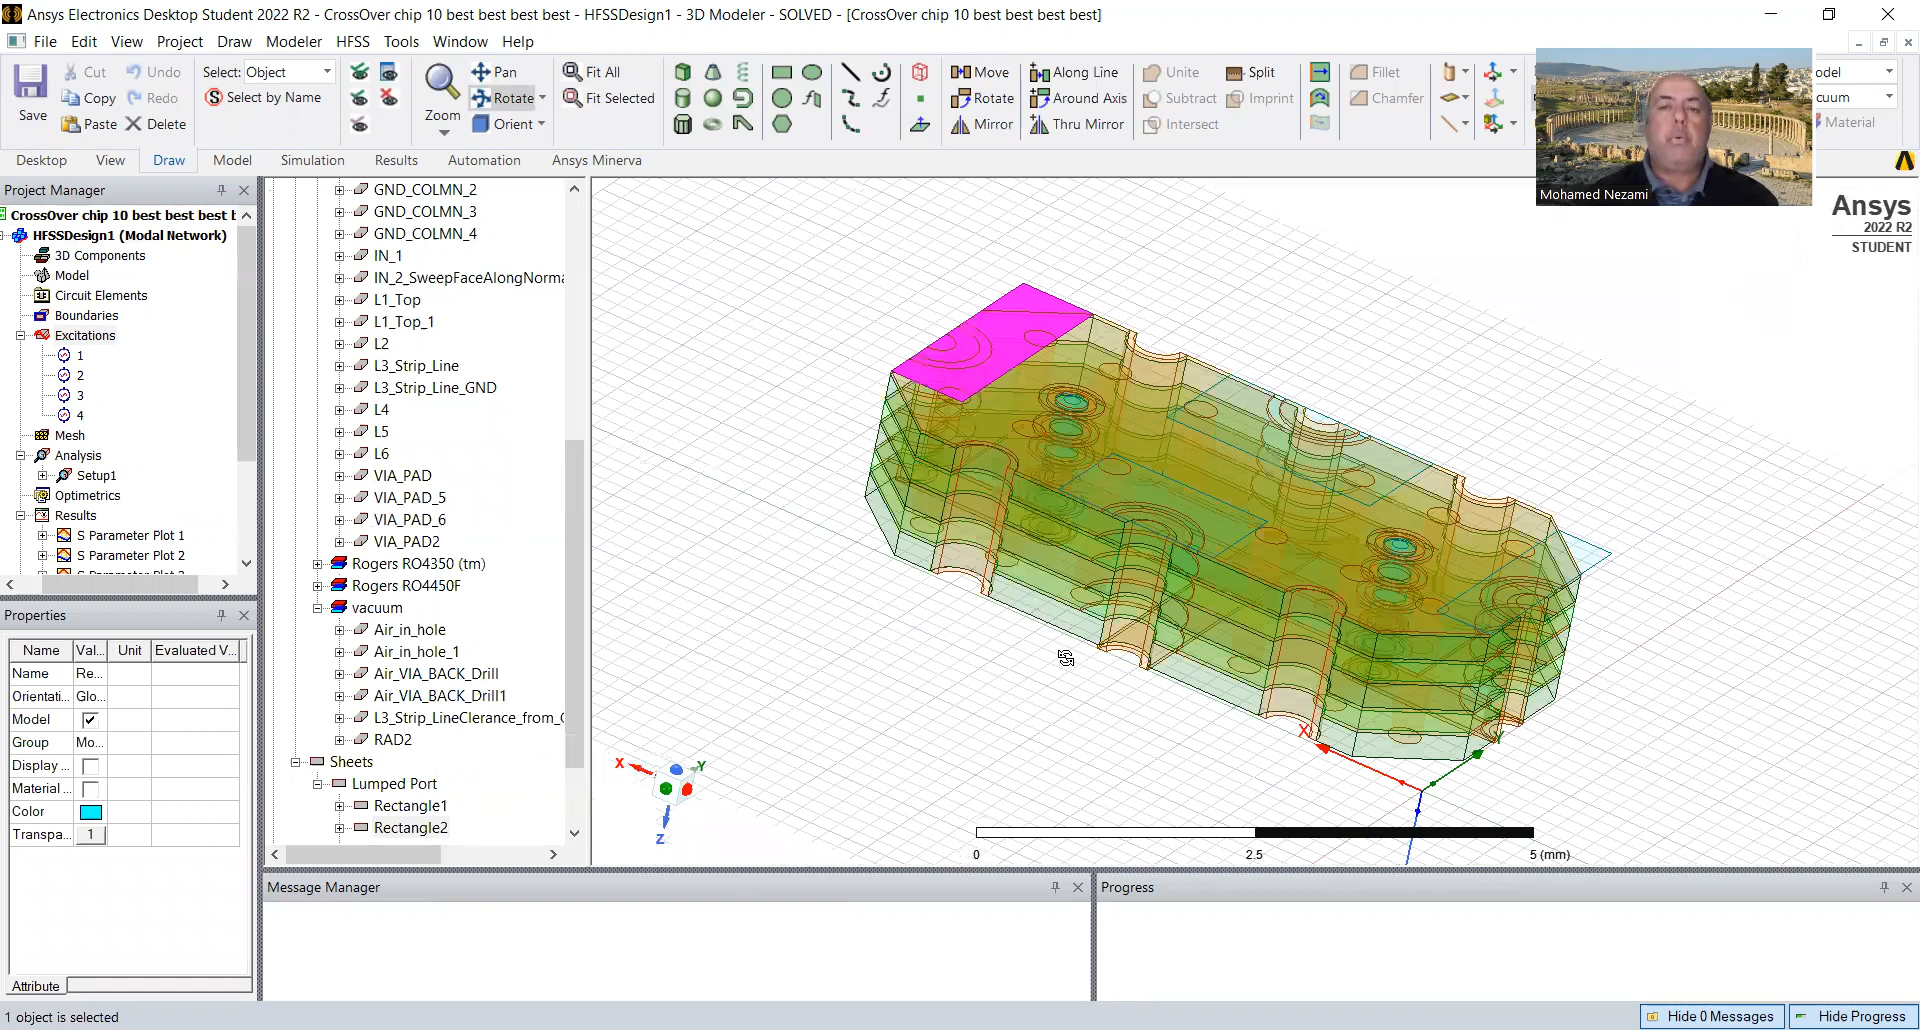 Ansys Electronics Desktop Student 2022 R2 - CrossOver chip 10 best best best best - HFSSDesign1 - 3D Modeler - SOLVED - [CrossOver chip 10 best best best best]
File Edit View Project Draw Modeler HFSS Tools Window Help
Save
Cut
Copy
Paste
Undo
Redo
Delete
Select: Object
Select by Name
Zoom
Pan
Rotate
Orient
Fit All
Fit Selected
Move
Rotate
Mirror
Along Line
Around Axis
Thru Mirror
Unite
Subtract
Intersect
Split
Imprint
Fillet
Chamfer
odel
cuum
Material
Desktop View Draw Model Simulation Results Automation Ansys Minerva
Mohamed Nezami
Ansys
2022 R2
STUDENT
Project Manager
CrossOver chip 10 best best best b
HFSSDesign1 (Modal Network)
3D Components
Model
Circuit Elements
Boundaries
Excitations
1
2
3
4
Mesh
Analysis
Setup1
Optimetrics
Results
S Parameter Plot 1
S Parameter Plot 2
Properties
Name Val... Unit Evaluated V...
Name Re...
Orientati... Glo...
Model
Group Mo...
Display ...
Material ...
Color
Transpa... 1
Attribute
GND_COLMN_2
GND_COLMN_3
GND_COLMN_4
IN_1
IN_2_SweepFaceAlongNorma
L1_Top
L1_Top_1
L2
L3_Strip_Line
L3_Strip_Line_GND
L4
L5
L6
VIA_PAD
VIA_PAD_5
VIA_PAD_6
VIA_PAD2
Rogers RO4350 (tm)
Rogers RO4450F
vacuum
Air_in_hole
Air_in_hole_1
Air_VIA_BACK_Drill
Air_VIA_BACK_Drill1
L3_Strip_LineClerance_from_
RAD2
Sheets
Lumped Port
Rectangle1
Rectangle2
X
Y
X
Y
Z
0 2.5 5 (mm)
Message Manager
Progress
1 object is selected
Hide 0 Messages
Hide Progress